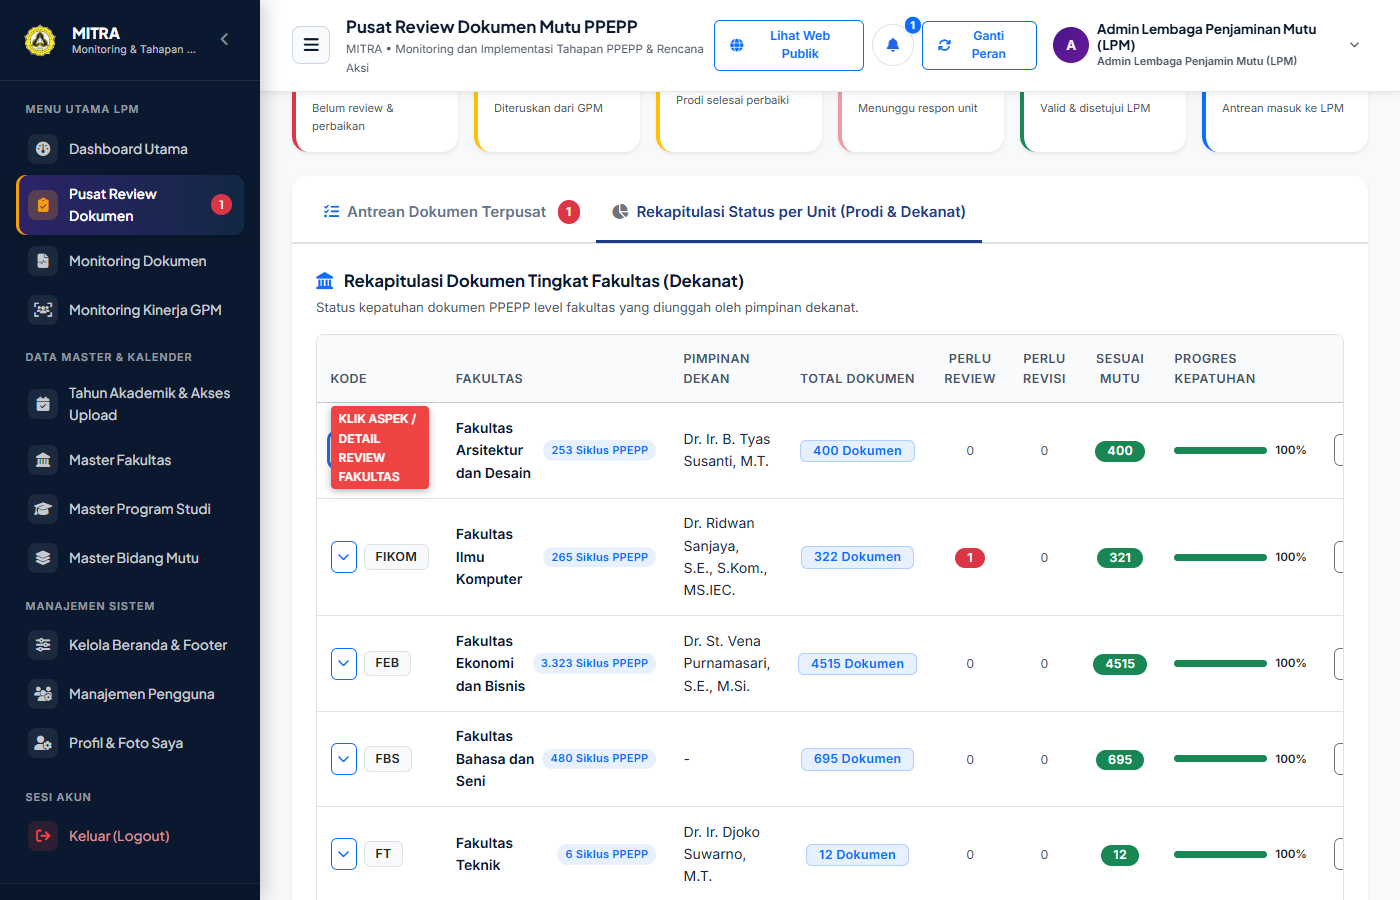 MITRA
Monitoring & Tahapan ...
MENU UTAMA LPM
Dashboard Utama
Pusat Review
Dokumen
1
Monitoring Dokumen
Monitoring Kinerja GPM
DATA MASTER & KALENDER
Tahun Akademik & Akses
Upload
Master Fakultas
Master Program Studi
Master Bidang Mutu
MANAJEMEN SISTEM
Kelola Beranda & Footer
Manajemen Pengguna
Profil & Foto Saya
SESI AKUN
Keluar (Logout)
Pusat Review Dokumen Mutu PPEPP
MITRA • Monitoring dan Implementasi Tahapan PPEPP & Rencana
Aksi
Lihat Web
Publik
1
Ganti
Peran
A
Admin Lembaga Penjaminan Mutu
(LPM)
Admin Lembaga Penjamin Mutu (LPM)
Belum review &
perbaikan
Diteruskan dari GPM
Prodi selesai perbaiki
Menunggu respon unit
Valid & disetujui LPM
Antrean masuk ke LPM
Antrean Dokumen Terpusat 1
Rekapitulasi Status per Unit (Prodi & Dekanat)
Rekapitulasi Dokumen Tingkat Fakultas (Dekanat)
Status kepatuhan dokumen PPEPP level fakultas yang diunggah oleh pimpinan dekanat.
KODE
FAKULTAS
PIMPINAN
DEKAN
TOTAL DOKUMEN
PERLU
REVIEW
PERLU
REVISI
SESUAI
MUTU
PROGRES
KEPATUHAN
KLIK ASPEK /
DETAIL
REVIEW
FAKULTAS
Fakultas
Arsitektur
dan Desain
253 Siklus PPEPP
Dr. Ir. B. Tyas
Susanti, M.T.
400 Dokumen
0
0
400
100%
FIKOM
Fakultas
Ilmu
Komputer
265 Siklus PPEPP
Dr. Ridwan
Sanjaya,
S.E., S.Kom.,
MS.IEC.
322 Dokumen
1
0
321
100%
FEB
Fakultas
Ekonomi
dan Bisnis
3.323 Siklus PPEPP
Dr. St. Vena
Purnamasari,
S.E., M.Si.
4515 Dokumen
0
0
4515
100%
FBS
Fakultas
Bahasa dan
Seni
480 Siklus PPEPP
-
695 Dokumen
0
0
695
100%
FT
Fakultas
Teknik
6 Siklus PPEPP
Dr. Ir. Djoko
Suwarno,
M.T.
12 Dokumen
0
0
12
100%